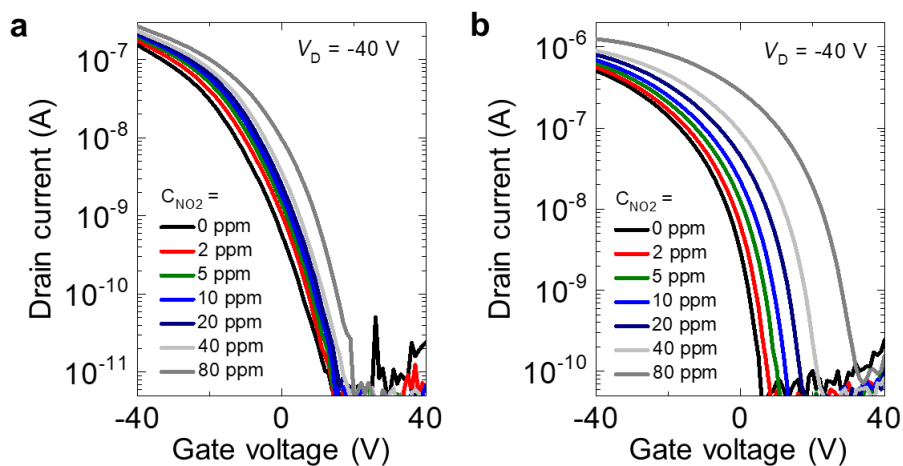 a
V_D = -40 V
10^-7
10^-8
10^-9
10^-10
10^-11
Drain current (A)
C_NO2 =
0 ppm
2 ppm
5 ppm
10 ppm
20 ppm
40 ppm
80 ppm
-40
0
40
Gate voltage (V)
b
V_D = -40 V
10^-6
10^-7
10^-8
10^-9
10^-10
Drain current (A)
C_NO2 =
0 ppm
2 ppm
5 ppm
10 ppm
20 ppm
40 ppm
80 ppm
-40
0
40
Gate voltage (V)